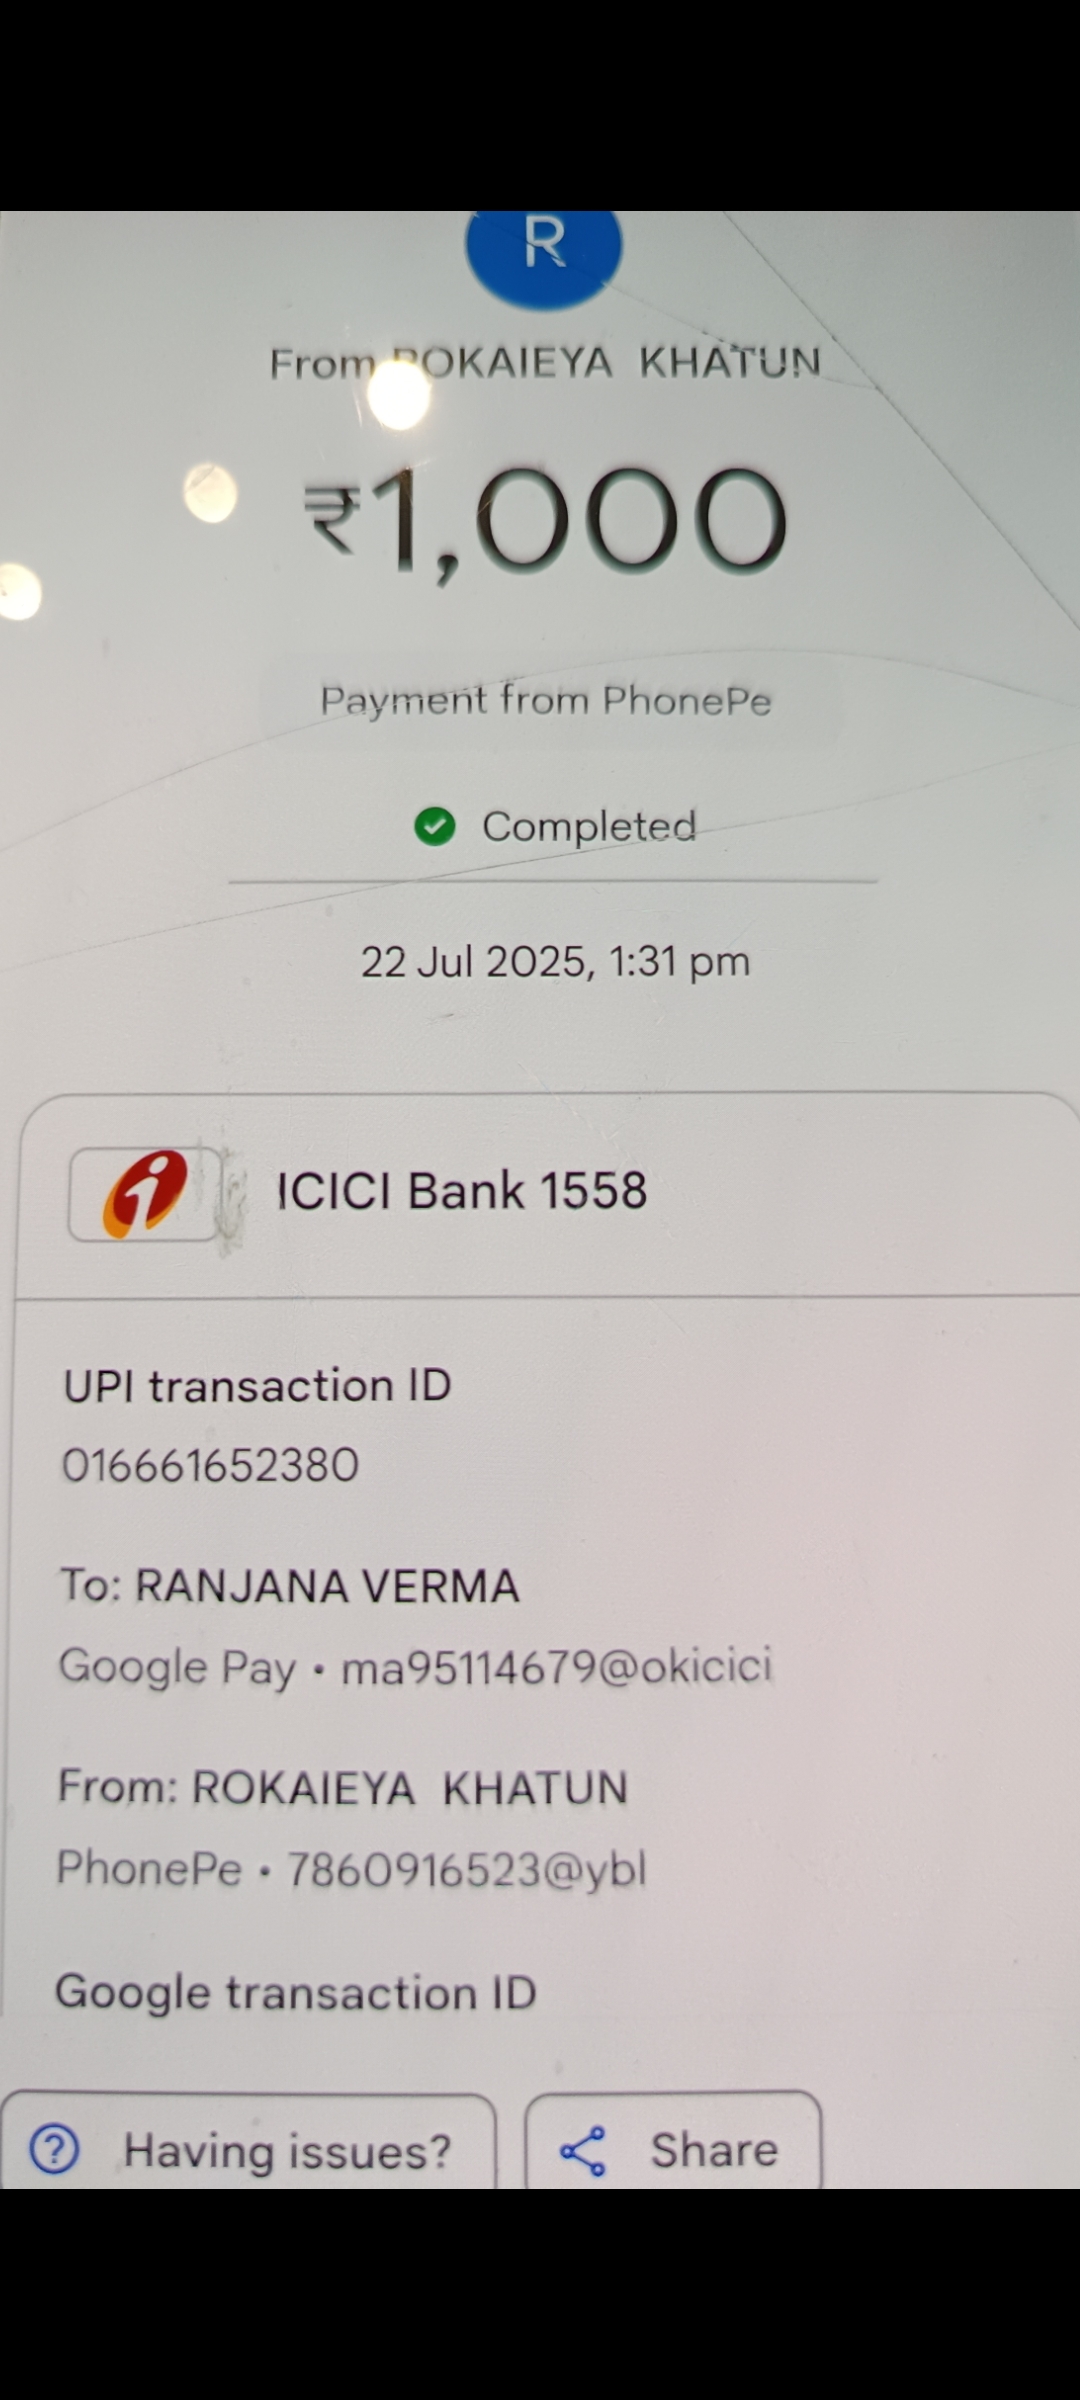 R
From ROKAIEYA KHATUN
₹1,000
Payment from PhonePe
Completed
22 Jul 2025, 1:31 pm
ICICI Bank 1558
UPI transaction ID
016661652380
To: RANJANA VERMA
Google Pay • ma95114679@okicici
From: ROKAIEYA KHATUN
PhonePe • 7860916523@ybl
Google transaction ID
Having issues?
Share